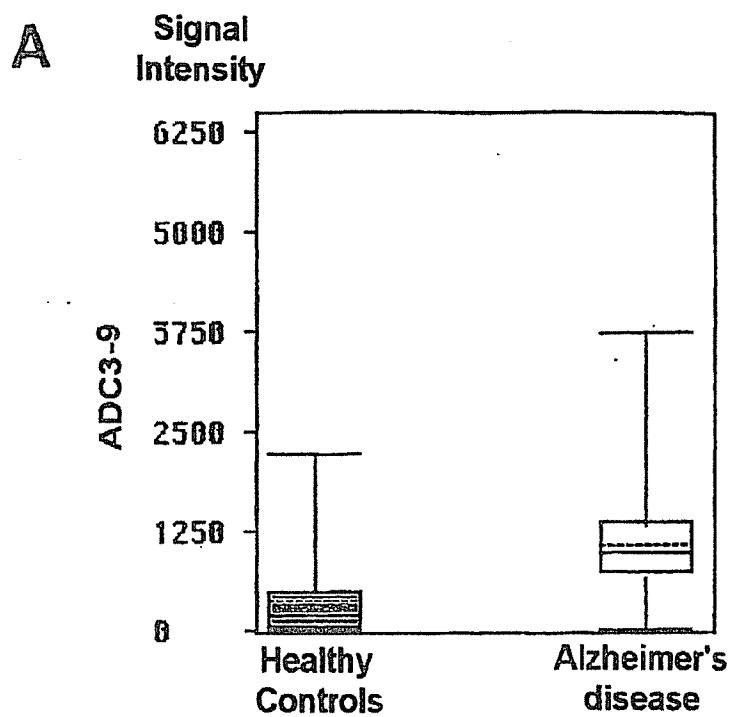 A
Signal
Intensity
6250
5000
3750
2500
1250
0
ADC3-9
Healthy
Controls
Alzheimer's
disease